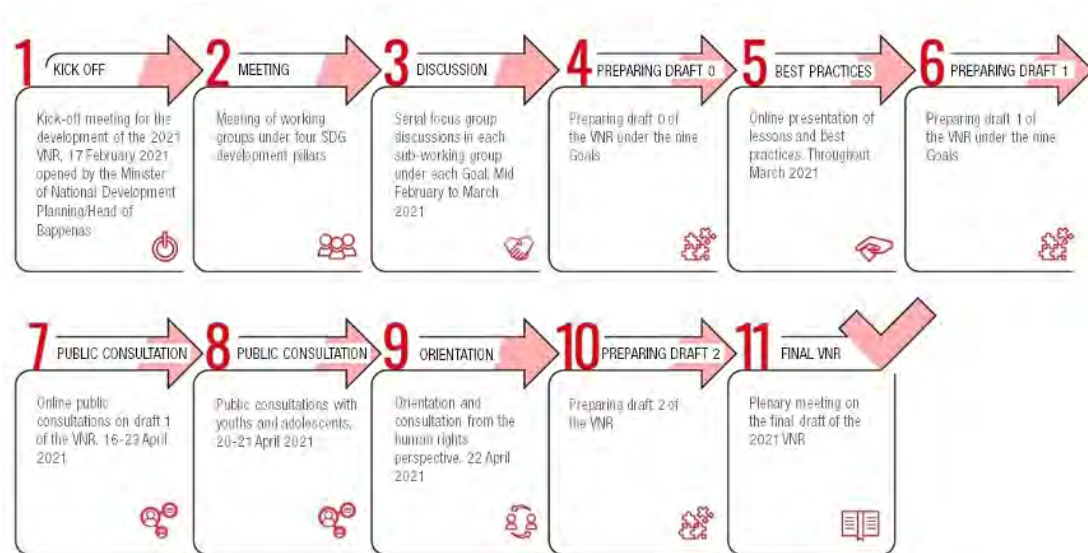 1 KICK OFF
Kick-off meeting for the
development of the 2021
VNR, 17 February 2021
opened by the Minister
of National Development
Planning/Head of
Bappenas
2 MEETING
Meeting of working
groups under four SDG
development pillars
3 DISCUSSION
Serial focus group
discussions in each
sub-working group
under each Goal. Mid
February to March
2021
4 PREPARING DRAFT 0
Preparing draft 0 of
the VNR under the nine
Goals
5 BEST PRACTICES
Online presentation of
lessons and best
practices. Throughout
March 2021
6 PREPARING DRAFT 1
Preparing draft 1 of
the VNR under the nine
Goals
7 PUBLIC CONSULTATION
Online public
consultations on draft 1
of the VNR. 16-23 April
2021
8 PUBLIC CONSULTATION
Public consultations with
youths and adolescents.
20-21 April 2021
9 ORIENTATION
Orientation and
consultation from the
human rights
perspective. 22 April
2021
10 PREPARING DRAFT 2
Preparing draft 2 of
the VNR
11 FINAL VNR
Plenary meeting on
the final draft of the
2021 VNR